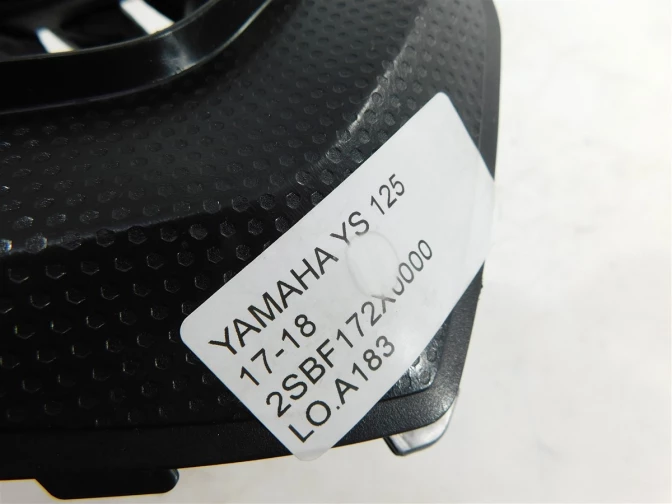 YAMAHA YS 125
17-18
2SBF172X0000
LO.A183